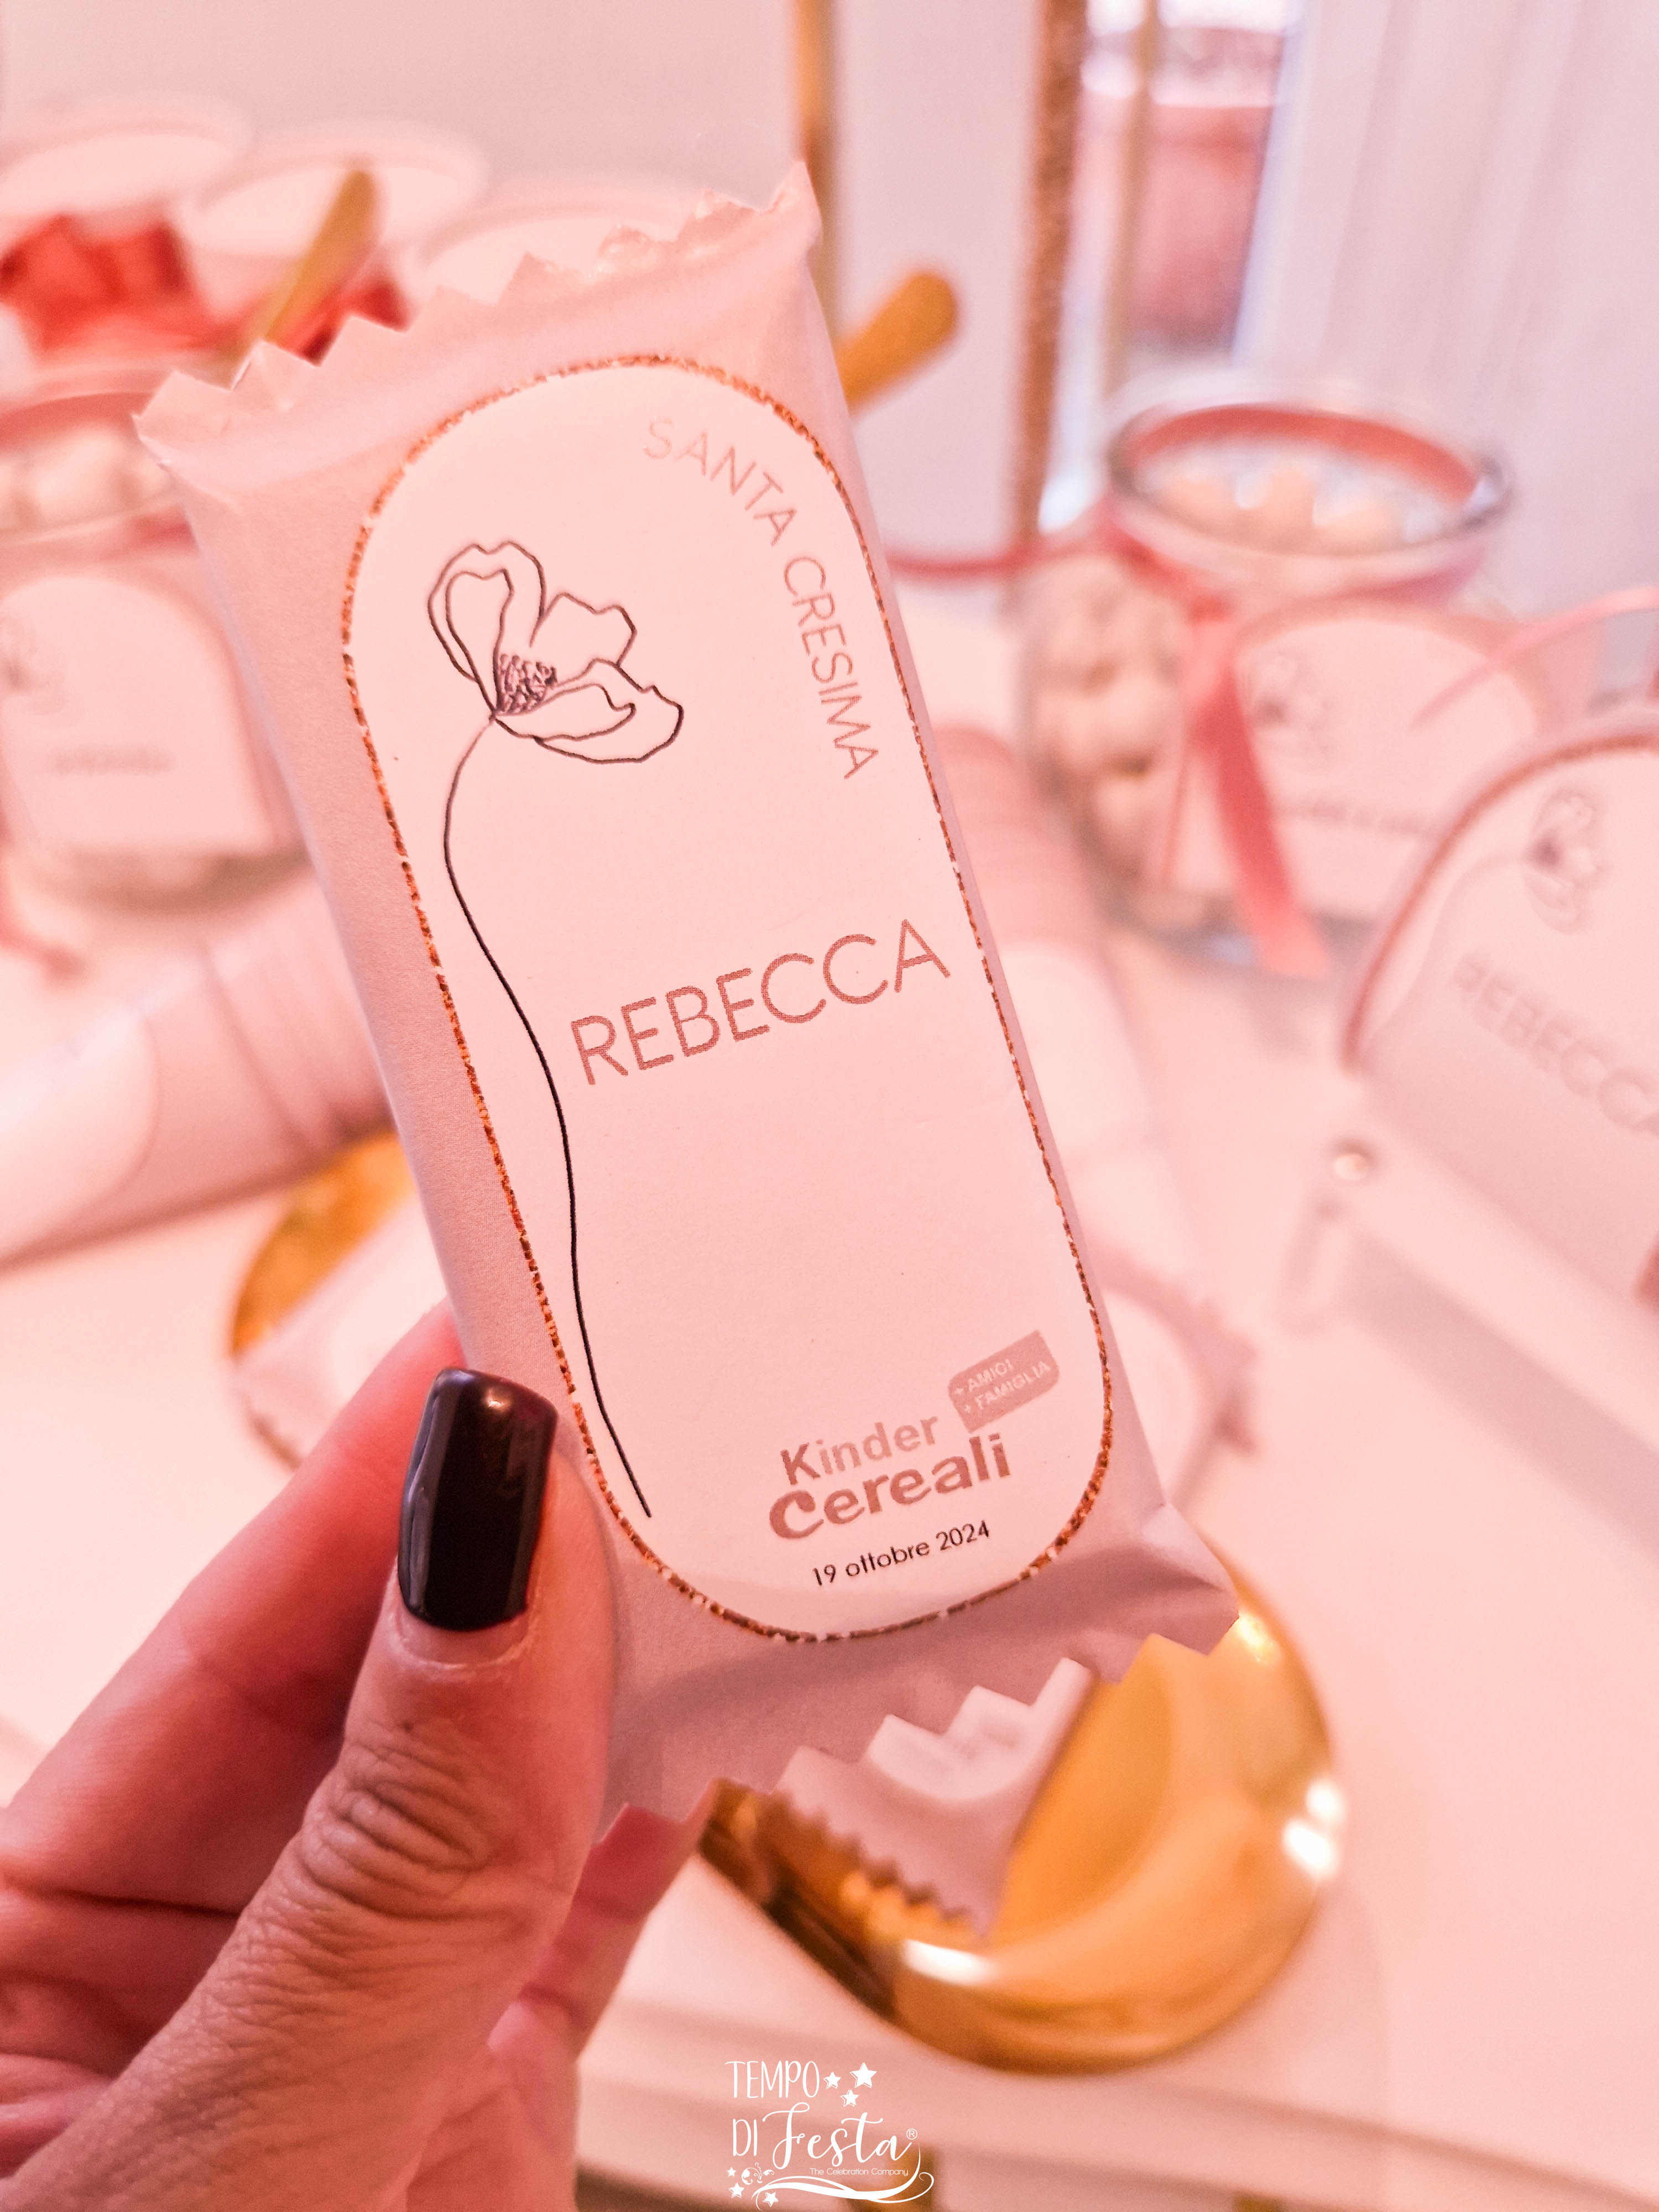 SANTA CRESIMA
REBECCA
+ AMICI
+ FAMIGLIA
Kinder
Cereali
19 ottobre 2024
REBECCA
TEMPO
DI Festa®
The Celebration Company